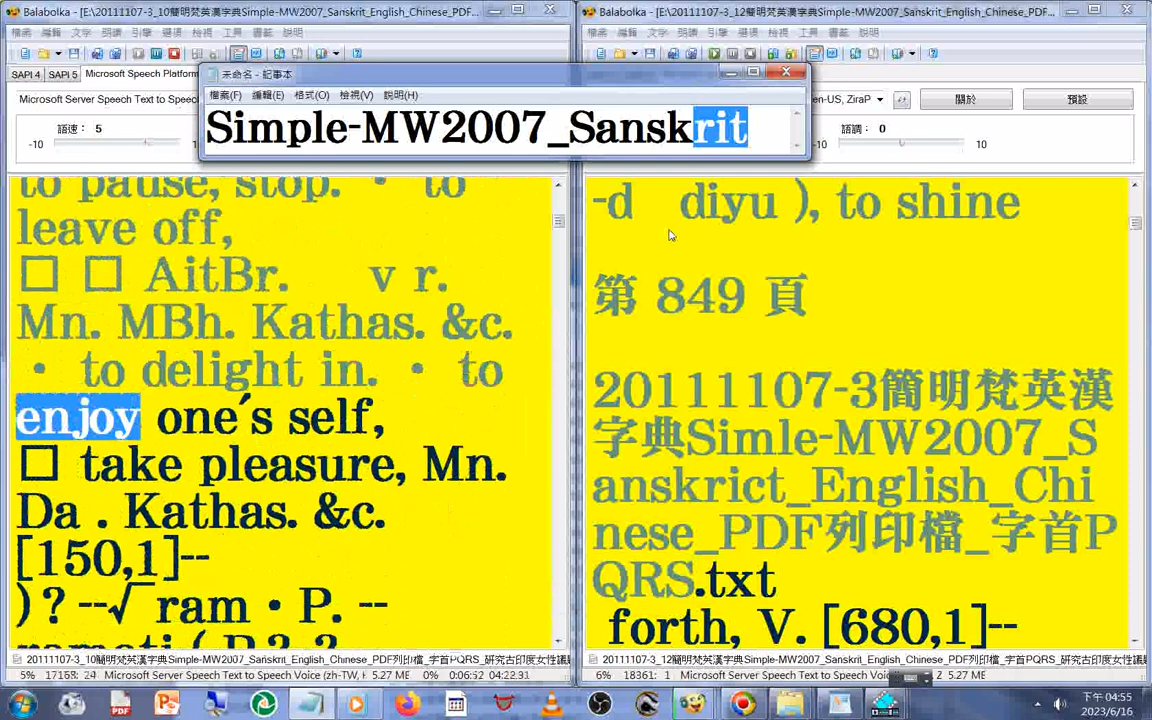 Balabolka - [E:\20111107-3_10簡明梵英漢字典Simple-MW2007_Sanskrit_English_Chinese_PDF...
Balabolka - [E:\20111107-3_12簡明梵英漢字典Simple-MW2007_Sanskrit_English_Chinese_PDF...
SAPI 4 SAPI 5 Microsoft Speech Platform
未命名 - 記事本
檔案(F) 編輯(E) 格式(O) 檢視(V) 說明(H)
Simple-MW2007_Sanskrit
Microsoft Server Speech Text to Speech
en-US, ZiraP
關於
預設
語速： 5
語調： 0
-10
-10
10
to pause, stop. • to
leave off,
□ □ AitBr. v r.
Mn. MBh. Kathas. &c.
• to delight in. • to
enjoy one´s self,
□ take pleasure, Mn.
Da . Kathas. &c.
[150,1]--
) ? --√ ram • P. --
-d diyu ), to shine
第 849 頁
20111107-3簡明梵英漢
字典Simle-MW2007_S
anskrict_English_Chi
nese_PDF列印檔_字首P
QRS.txt
forth, V. [680,1]--
20111107-3_10簡明梵英漢字典Simple-MW2007_Sanskrit_English_Chinese_PDF列印檔_字首PQRS_研究古印度女性議
20111107-3_12簡明梵英漢字典Simple-MW2007_Sanskrit_English_Chinese_PDF列印檔_字首PQRS_研究古印度女性議
5% 17168: 24 Microsoft Server Speech Text to Speech Voice (zh-TW, H 5.27 MB 0% 0:06:52 04:22:31
6% 18361: 1 Microsoft Server Speech Text to Speech Voice 5.27 MB
下午 04:55
2023/6/16